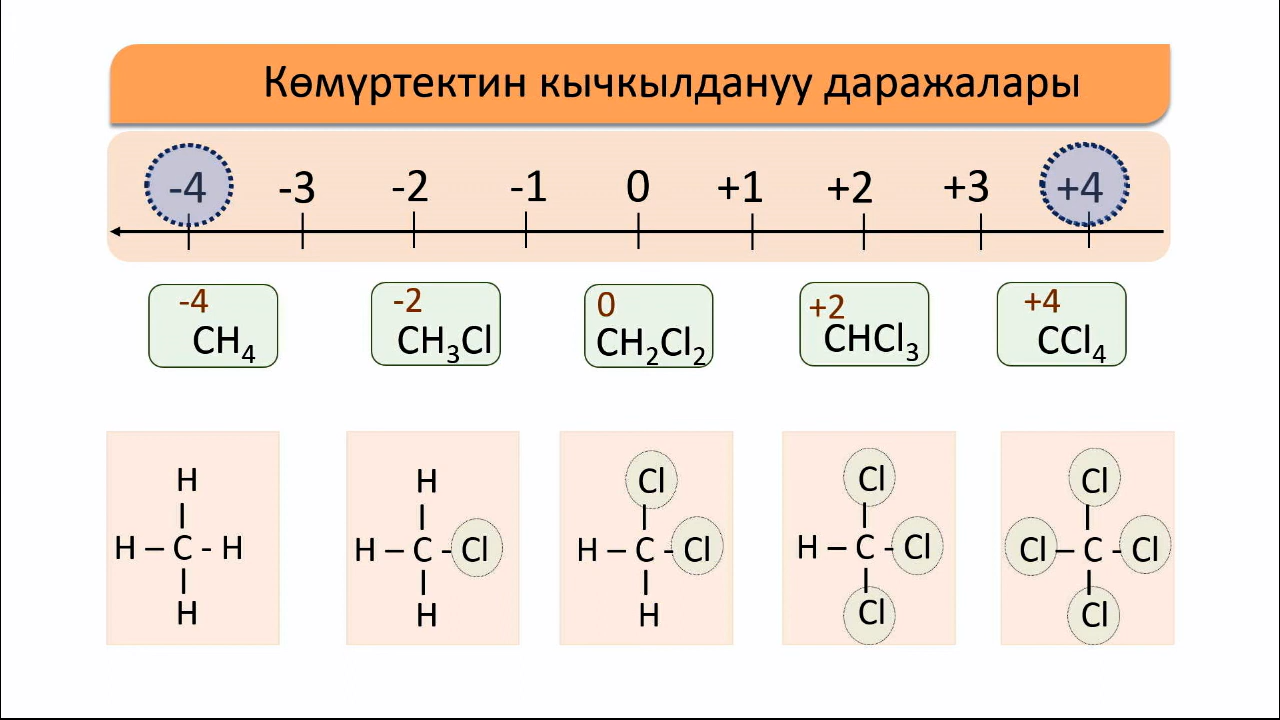 Көмүртектин кычкылдануу даражалары
-4 -3 -2 -1 0 +1 +2 +3 +4
-4 -2 0 +2 +4
CH₄ CH₃Cl CH₂Cl₂ CHCl₃ CCl₄
H H Cl Cl Cl
H – C - H H – C - Cl H – C - Cl H – C - Cl Cl – C - Cl
H H H Cl Cl